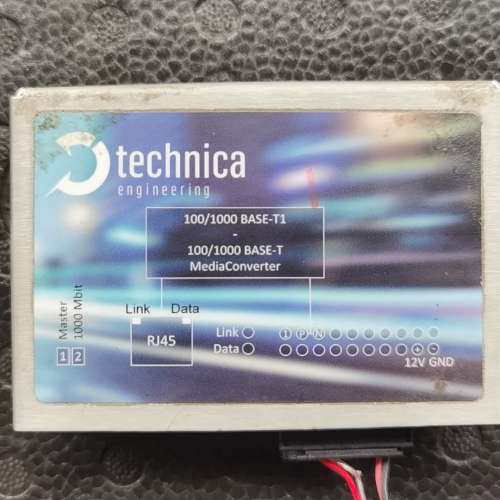 technica
engineering
100/1000 BASE-T1
-
100/1000 BASE-T
MediaConverter
Link Data
RJ45
Master
1000 Mbit
1 2
Link
1 P N
Data
+ -
12V GND